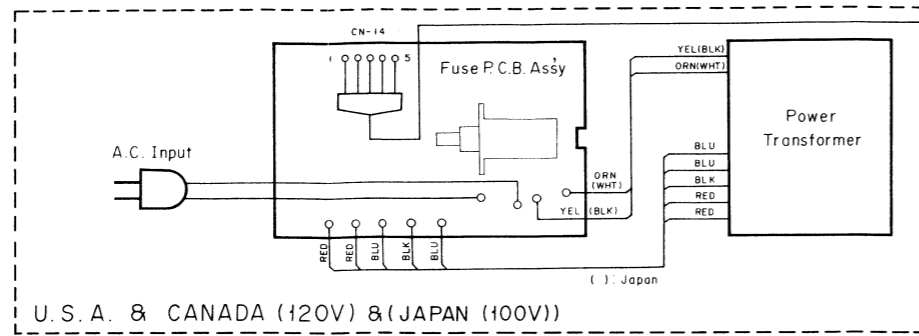 CN-14
1 5
Fuse P.C.B. Ass'y
YEL(BLK)
ORN(WHT)
Power
Transformer
A.C. Input
BLU
BLU
BLK
RED
RED
ORN
(WHT)
YEL (BLK)
RED
RED
BLU
BLK
BLU
( ): Japan
U.S.A. & CANADA (120V) & (JAPAN (100V))